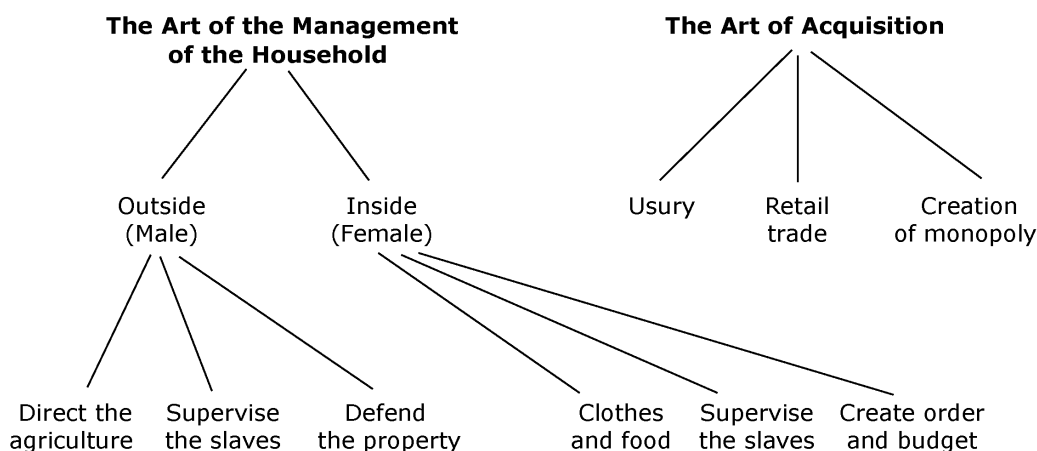 The Art of the Management
of the Household
The Art of Acquisition
Outside
(Male)
Inside
(Female)
Usury
Retail
trade
Creation
of monopoly
Direct the
agriculture
Supervise
the slaves
Defend
the property
Clothes
and food
Supervise
the slaves
Create order
and budget